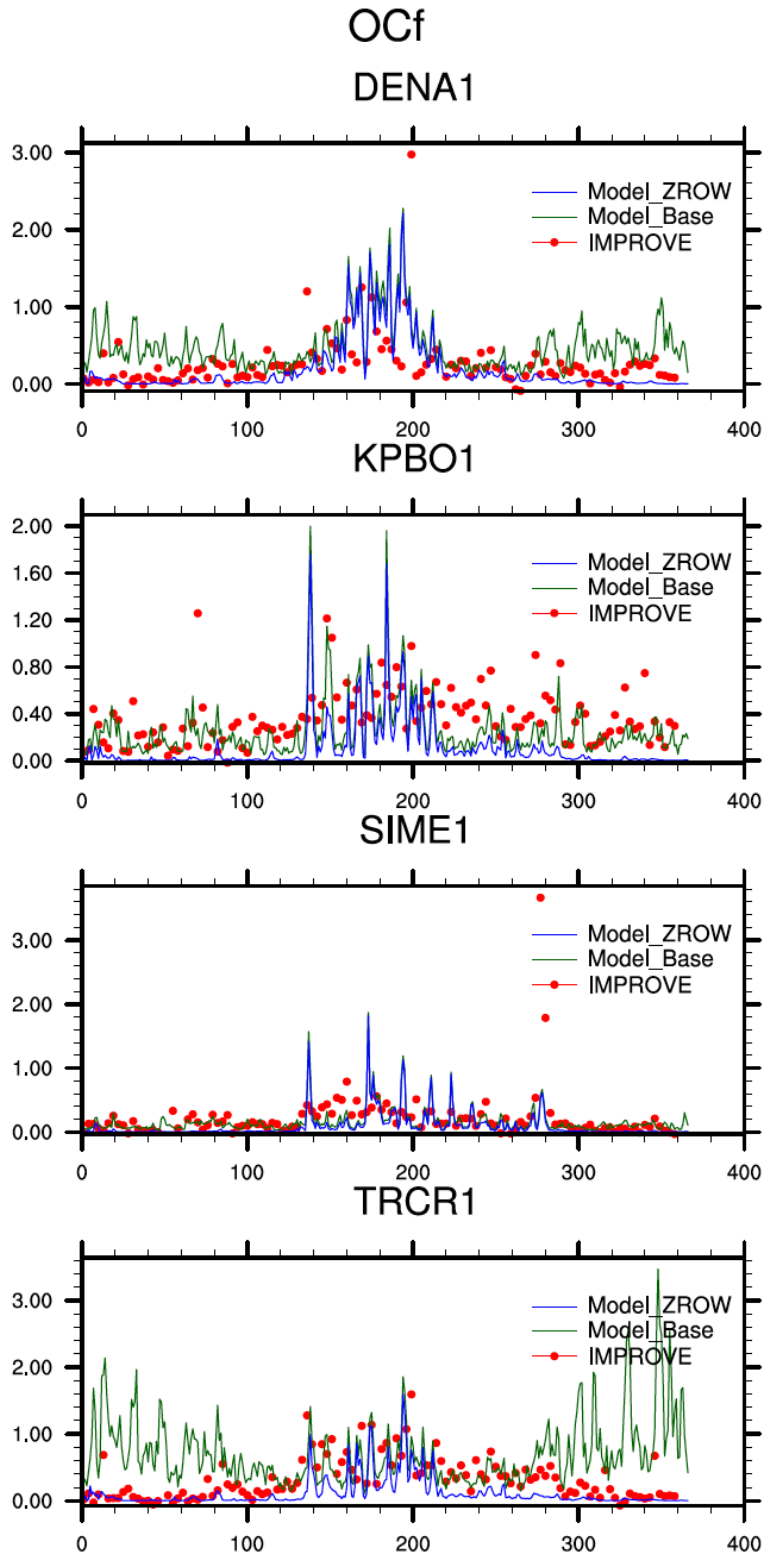 OCf
DENA1
3.00
2.00
1.00
0.00
Model_ZROW
Model_Base
IMPROVE
0 100 200 300 400
KPBO1
2.00
1.60
1.20
0.80
0.40
0.00
Model_ZROW
Model_Base
IMPROVE
0 100 200 300 400
SIME1
3.00
2.00
1.00
0.00
Model_ZROW
Model_Base
IMPROVE
0 100 200 300 400
TRCR1
3.00
2.00
1.00
0.00
Model_ZROW
Model_Base
IMPROVE
0 100 200 300 400